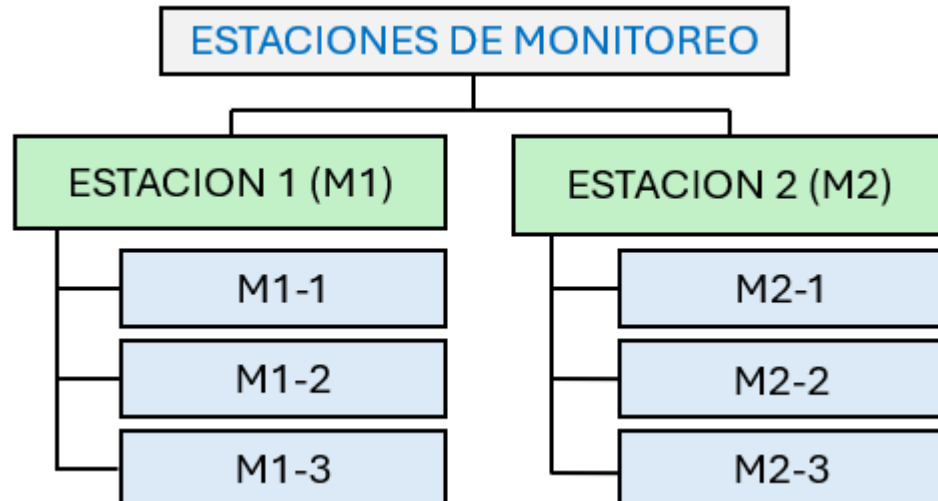 ESTACIONES DE MONITOREO
ESTACION 1 (M1)
M1-1
M1-2
M1-3
ESTACION 2 (M2)
M2-1
M2-2
M2-3